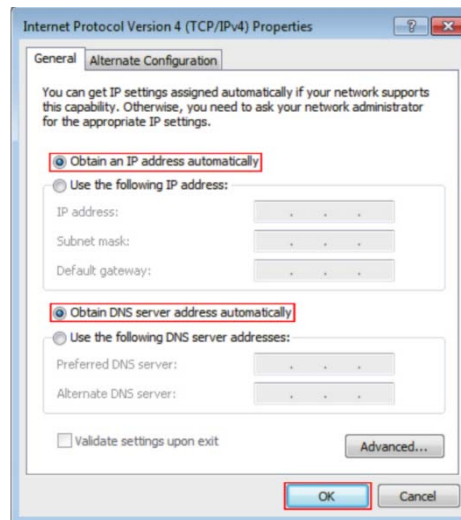 Internet Protocol Version 4 (TCP/IPv4) Properties
General
Alternate Configuration
You can get IP settings assigned automatically if your network supports
this capability. Otherwise, you need to ask your network administrator
for the appropriate IP settings.
Obtain an IP address automatically
Use the following IP address:
IP address:
Subnet mask:
Default gateway:
Obtain DNS server address automatically
Use the following DNS server addresses:
Preferred DNS server:
Alternate DNS server:
Validate settings upon exit
Advanced...
OK
Cancel